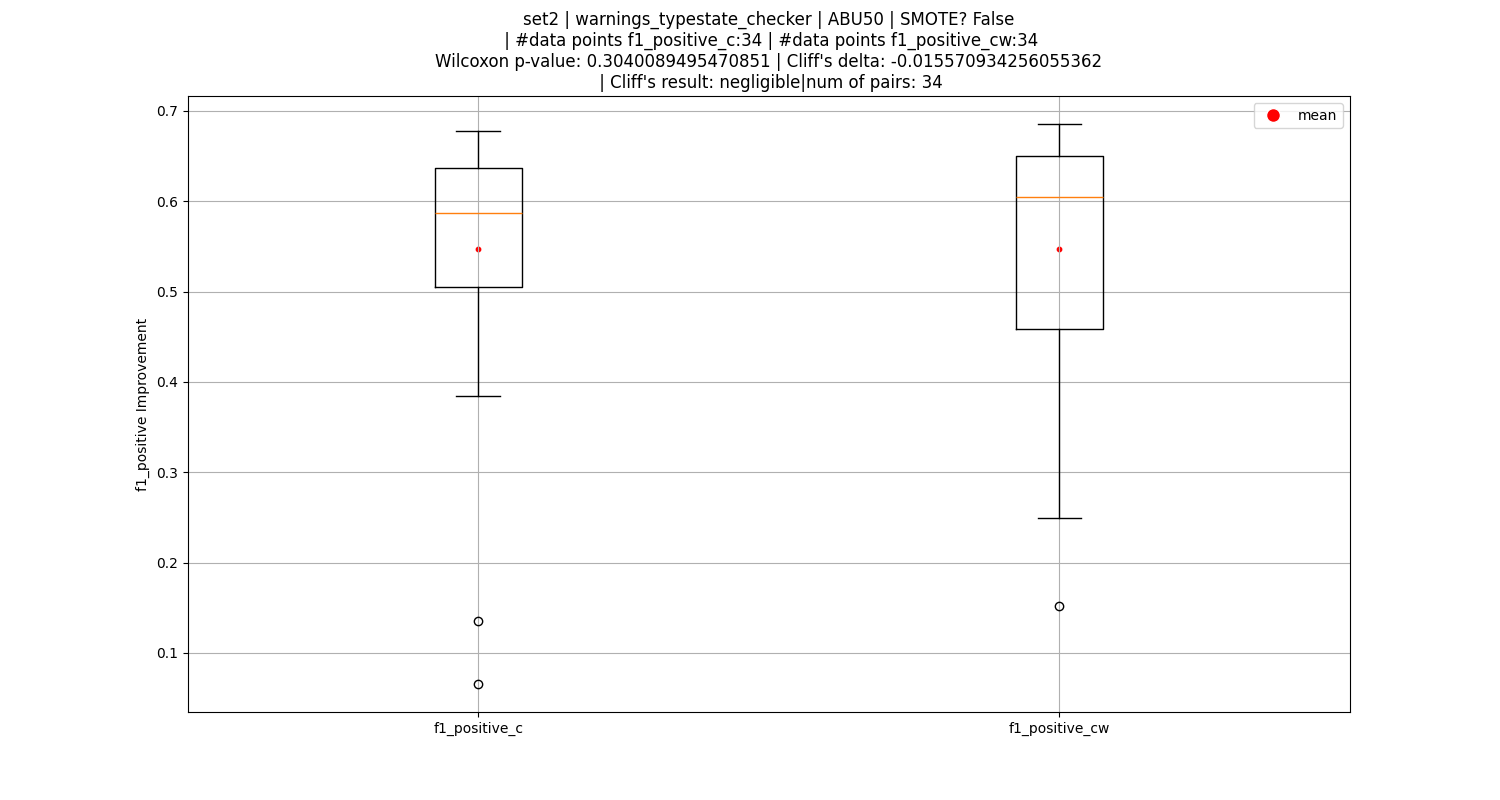 set2 | warnings_typestate_checker | ABU50 | SMOTE? False
| #data points f1_positive_c:34 | #data points f1_positive_cw:34
Wilcoxon p-value: 0.3040089495470851 | Cliff's delta: -0.015570934256055362
| Cliff's result: negligible|num of pairs: 34
mean
0.7
0.6
0.5
0.4
0.3
0.2
0.1
f1_positive Improvement
f1_positive_c
f1_positive_cw